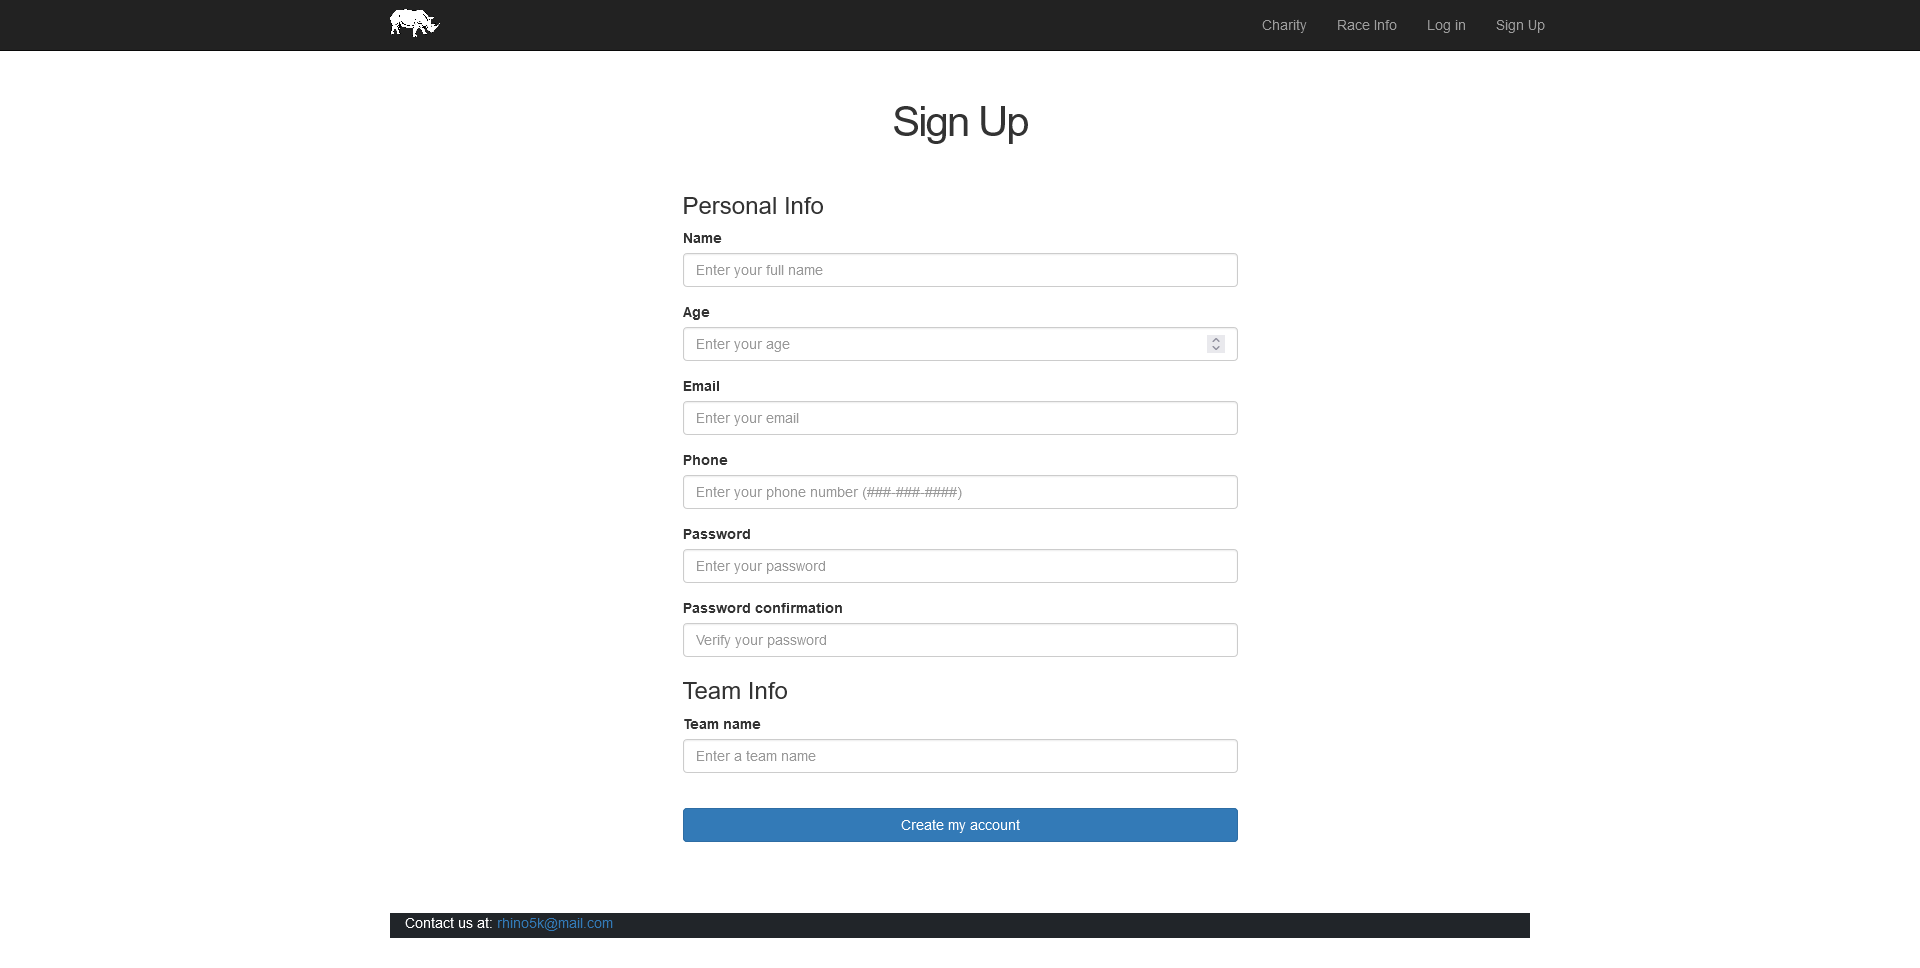 Charity Race Info Log in Sign Up
Sign Up
Personal Info
Name
Enter your full name
Age
Enter your age
Email
Enter your email
Phone
Enter your phone number (###-###-####)
Password
Enter your password
Password confirmation
Verify your password
Team Info
Team name
Enter a team name
Create my account
Contact us at: rhino5k@mail.com